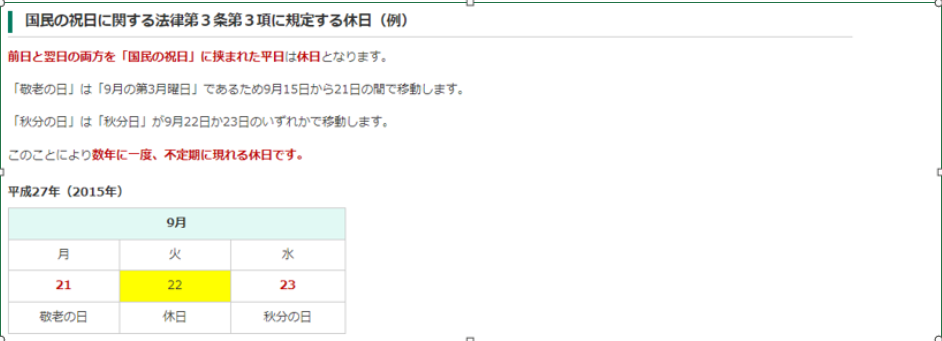 国民の祝日に関する法律第３条第３項に規定する休日（例）
前日と翌日の両方を「国民の祝日」に挟まれた平日は休日となります。
「敬老の日」は「9月の第3月曜日」であるため9月15日から21日の間で移動します。
「秋分の日」は「秋分日」が9月22日か23日のいずれかで移動します。
このことにより数年に一度、不定期に現れる休日です。
平成27年（2015年）
9月
月 火 水
21 22 23
敬老の日 休日 秋分の日